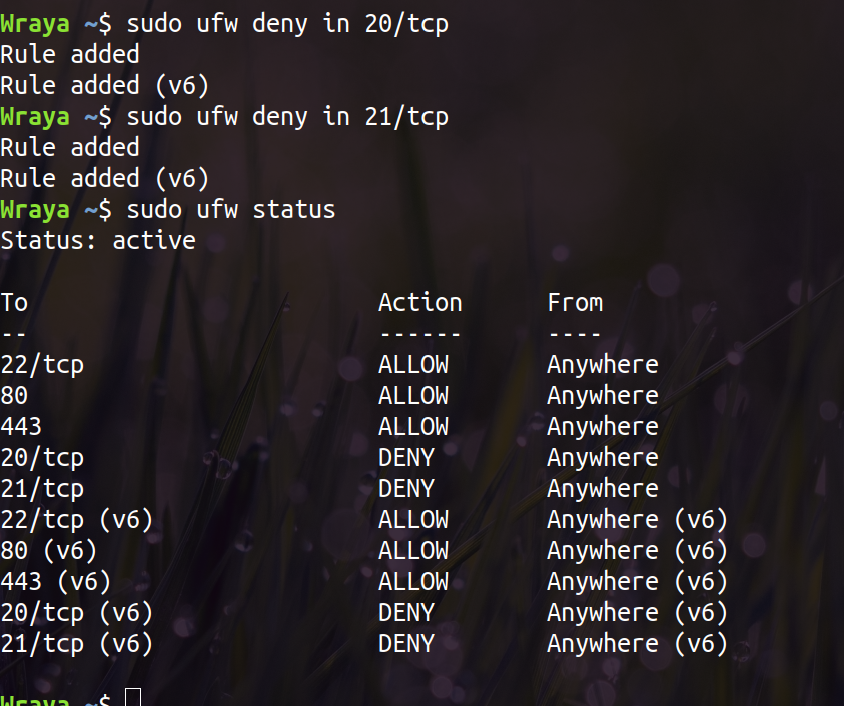 Wraya ~$ sudo ufw deny in 20/tcp
Rule added
Rule added (v6)
Wraya ~$ sudo ufw deny in 21/tcp
Rule added
Rule added (v6)
Wraya ~$ sudo ufw status
Status: active
To Action From
-- ------ ----
22/tcp ALLOW Anywhere
80 ALLOW Anywhere
443 ALLOW Anywhere
20/tcp DENY Anywhere
21/tcp DENY Anywhere
22/tcp (v6) ALLOW Anywhere (v6)
80 (v6) ALLOW Anywhere (v6)
443 (v6) ALLOW Anywhere (v6)
20/tcp (v6) DENY Anywhere (v6)
21/tcp (v6) DENY Anywhere (v6)
Wraya ~$